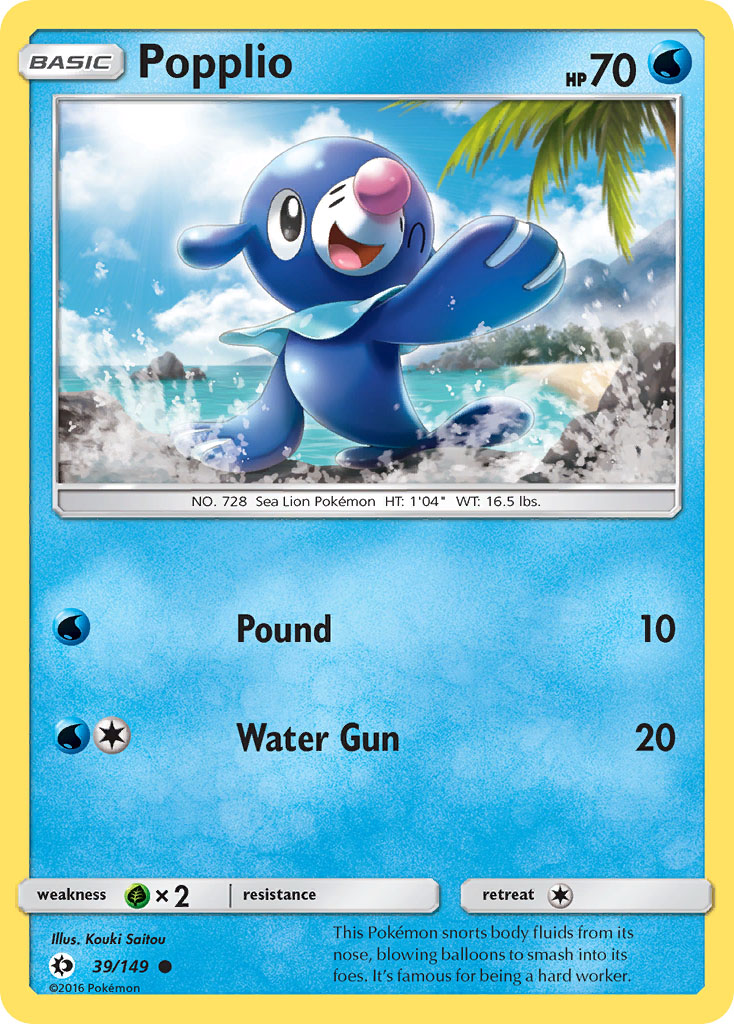 BASIC Popplio HP 70
NO. 728 Sea Lion Pokémon HT: 1'04" WT: 16.5 lbs.
Pound 10
Water Gun 20
weakness × 2 resistance retreat
Illus. Kouki Saitou
39/149
©2016 Pokémon
This Pokémon snorts body fluids from its
nose, blowing balloons to smash into its
foes. It's famous for being a hard worker.